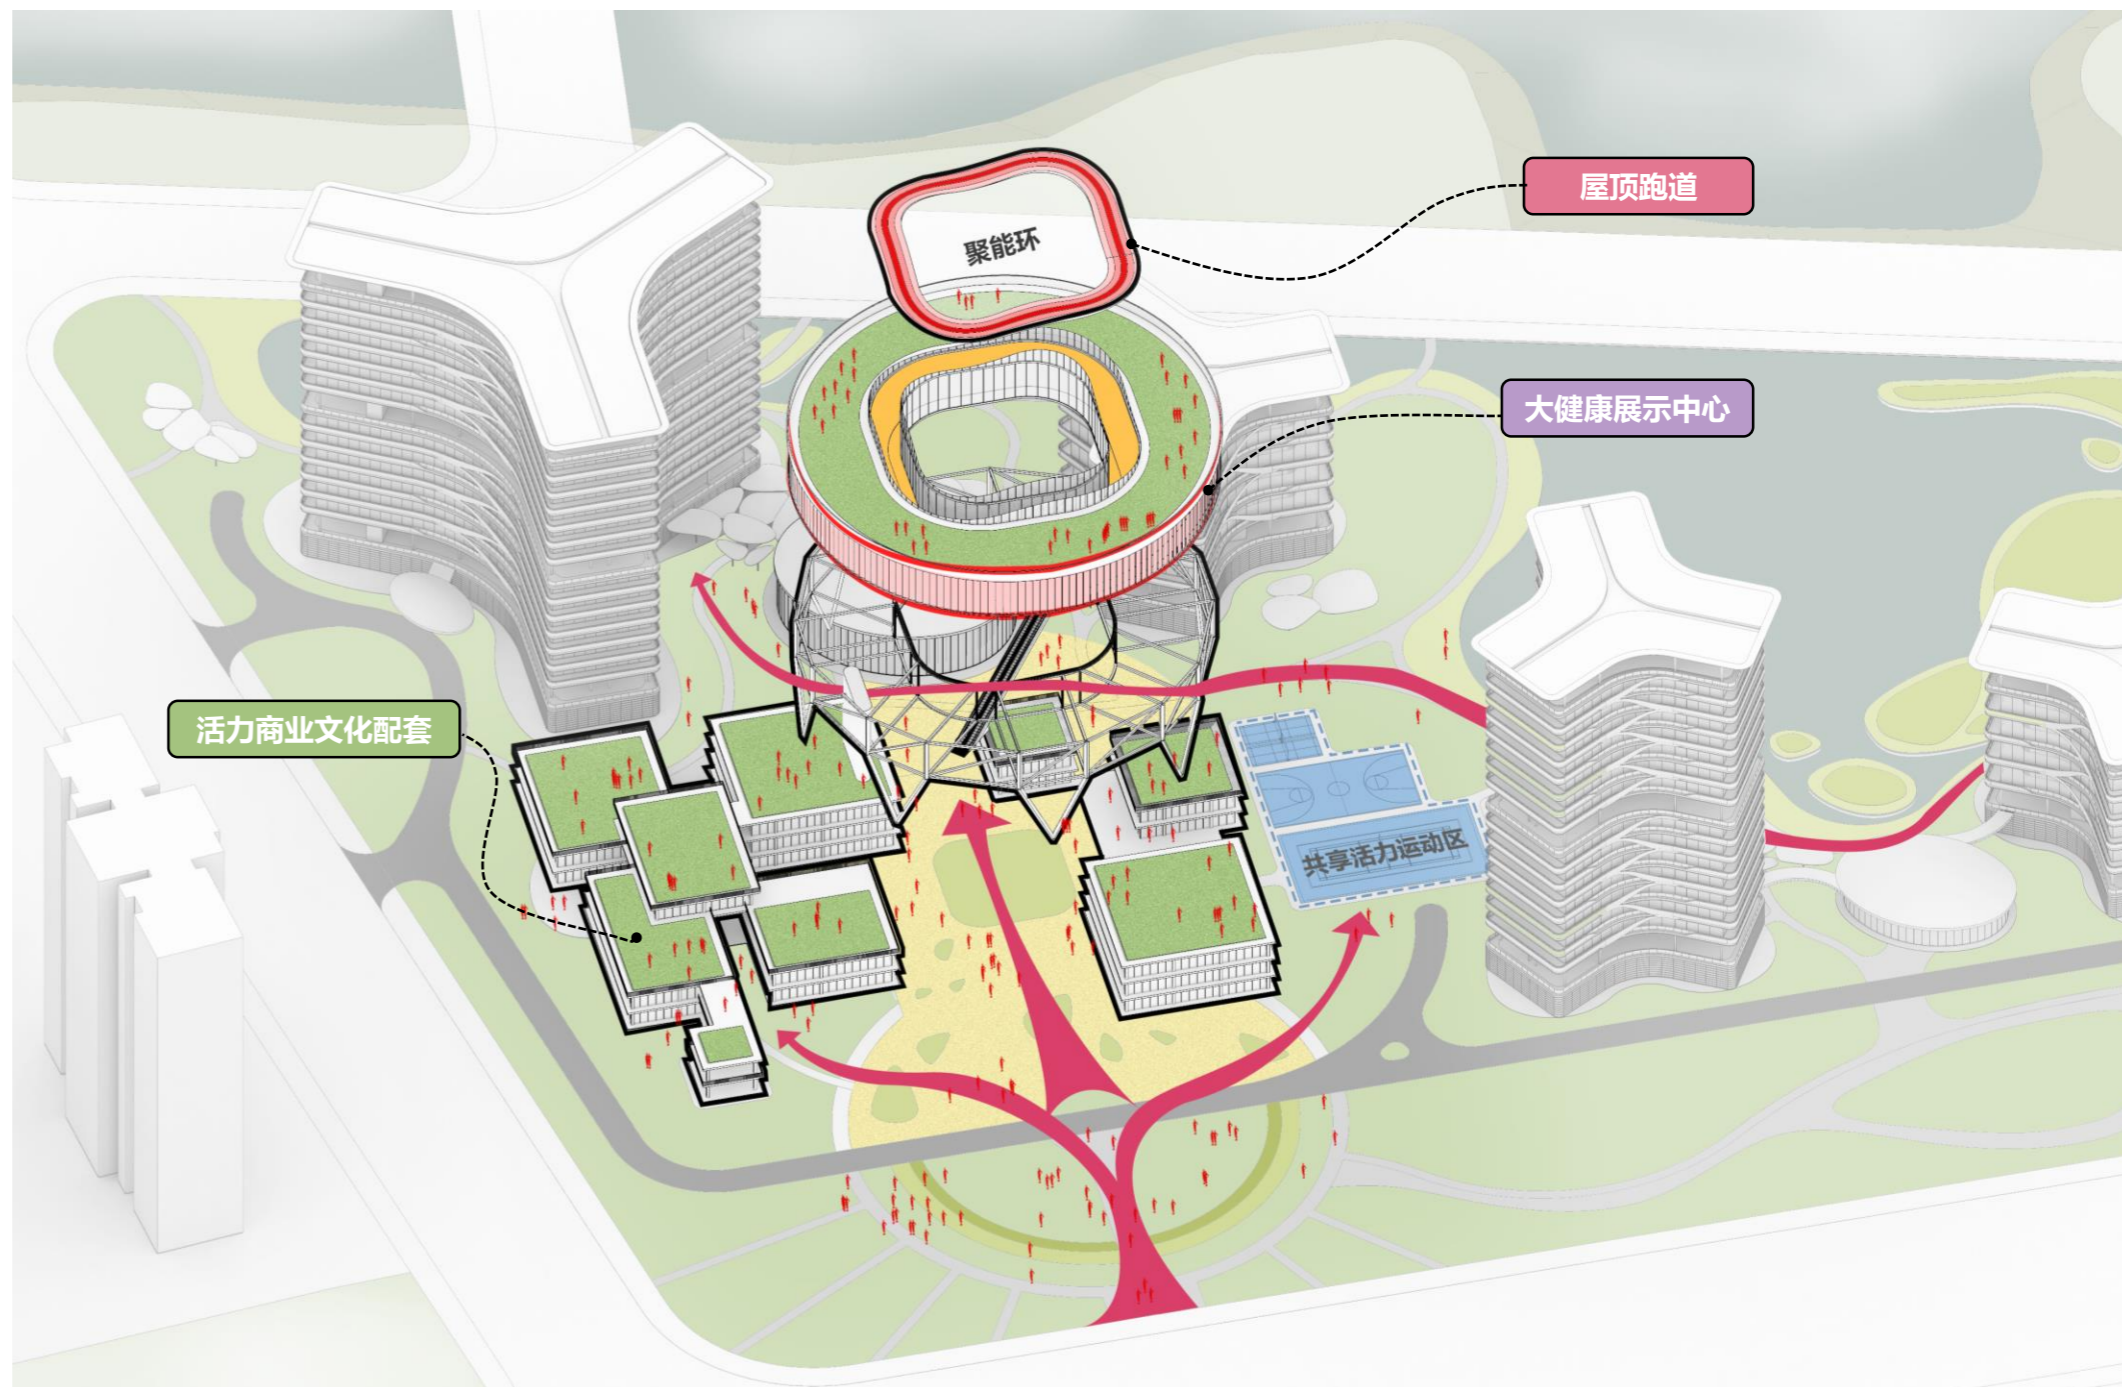 屋顶跑道
聚能环
大健康展示中心
活力商业文化配套
共享活力运动区